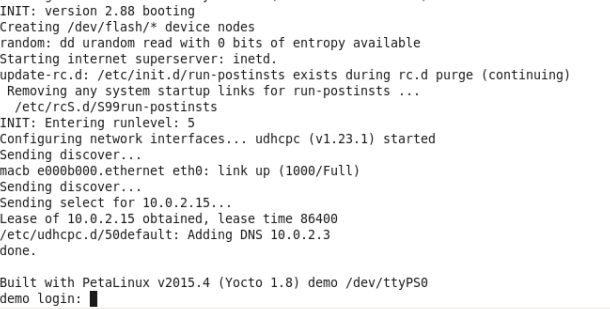 INIT: version 2.88 booting
Creating /dev/flash/* device nodes
random: dd urandom read with 0 bits of entropy available
Starting internet superserver: inetd.
update-rc.d: /etc/init.d/run-postinsts exists during rc.d purge (continuing)
 Removing any system startup links for run-postinsts ...
  /etc/rcS.d/S99run-postinsts
INIT: Entering runlevel: 5
Configuring network interfaces... udhcpc (v1.23.1) started
Sending discover...
macb e000b000.ethernet eth0: link up (1000/Full)
Sending discover...
Sending select for 10.0.2.15...
Lease of 10.0.2.15 obtained, lease time 86400
/etc/udhcpc.d/50default: Adding DNS 10.0.2.3
done.

Built with PetaLinux v2015.4 (Yocto 1.8) demo /dev/ttyPS0
demo login: